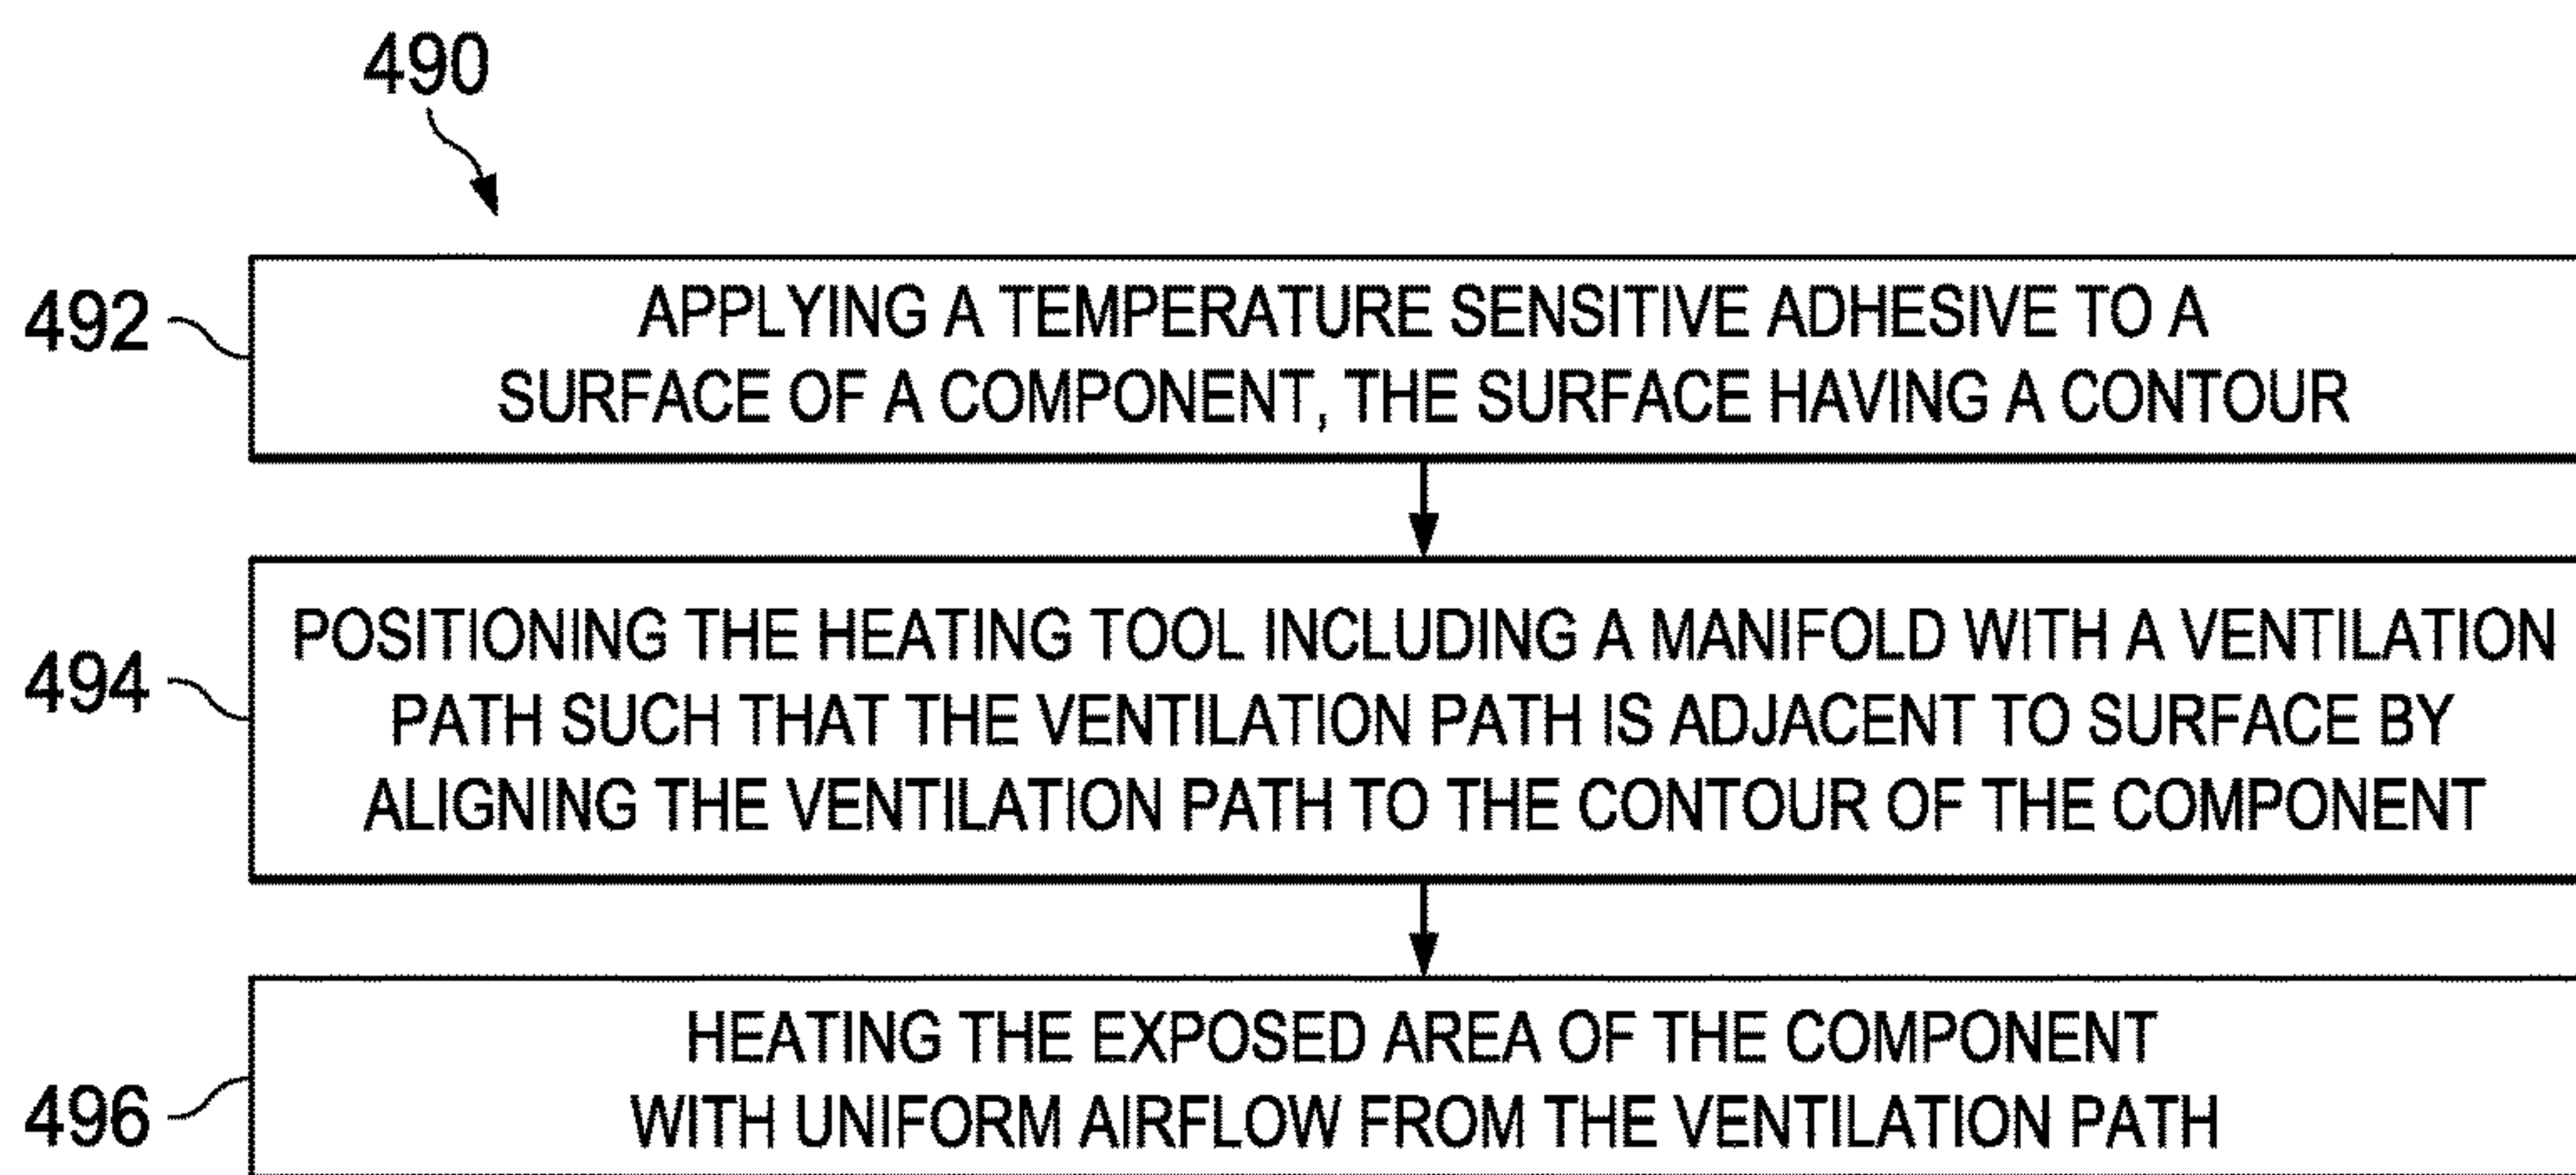 490
492
APPLYING A TEMPERATURE SENSITIVE ADHESIVE TO A
SURFACE OF A COMPONENT, THE SURFACE HAVING A CONTOUR
494
POSITIONING THE HEATING TOOL INCLUDING A MANIFOLD WITH A VENTILATION
PATH SUCH THAT THE VENTILATION PATH IS ADJACENT TO SURFACE BY
ALIGNING THE VENTILATION PATH TO THE CONTOUR OF THE COMPONENT
496
HEATING THE EXPOSED AREA OF THE COMPONENT
WITH UNIFORM AIRFLOW FROM THE VENTILATION PATH